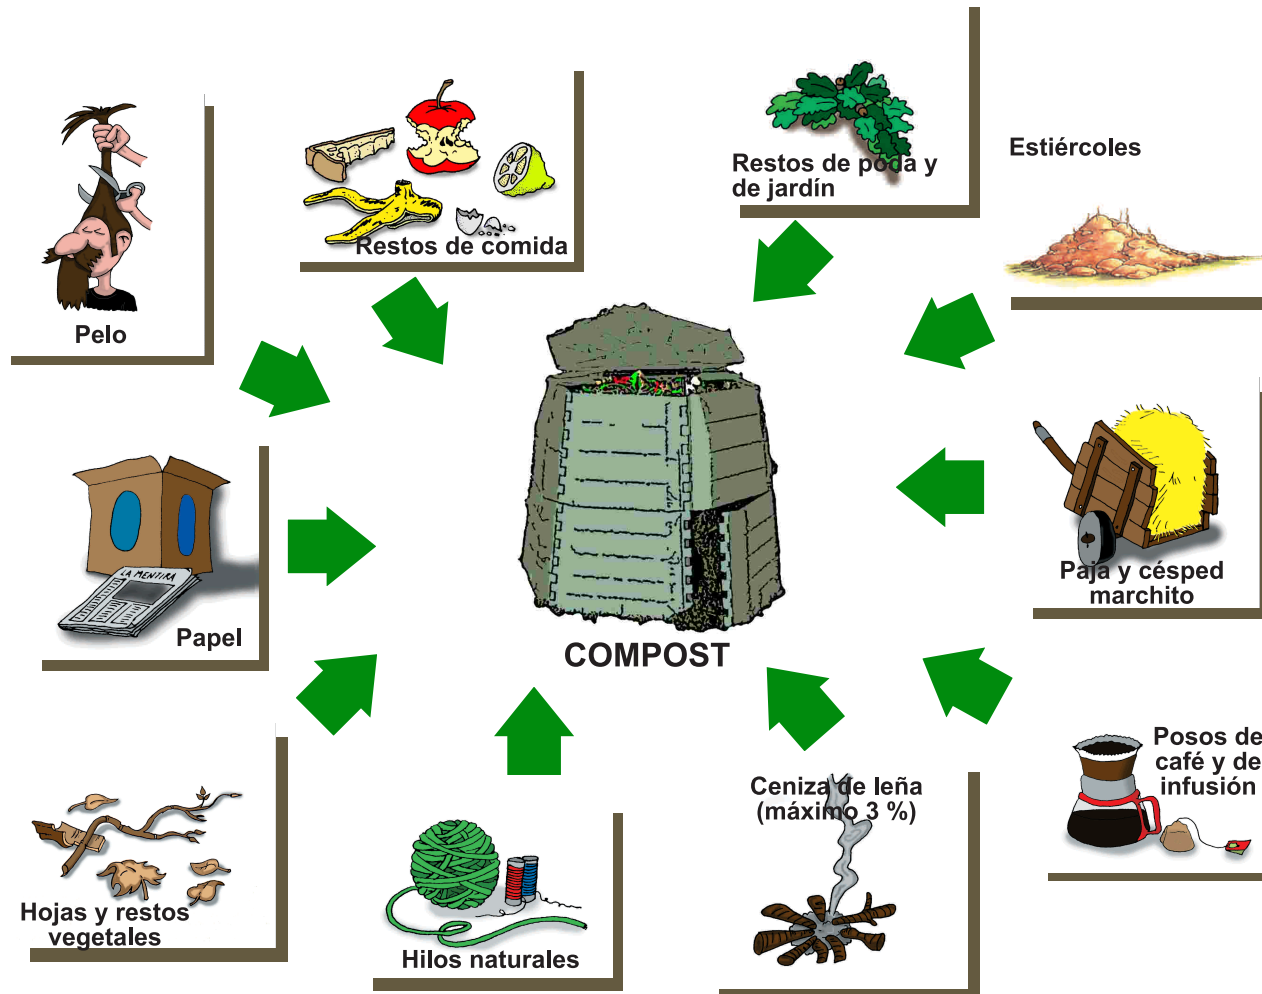 Restos de poda y
de jardín
Estiércoles
Restos de comida
Pelo
Paja y césped
marchito
LA MENTIRA
Papel
COMPOST
Posos de
café y de
infusión
Ceniza de leña
(máximo 3 %)
Hojas y restos
vegetales
Hilos naturales